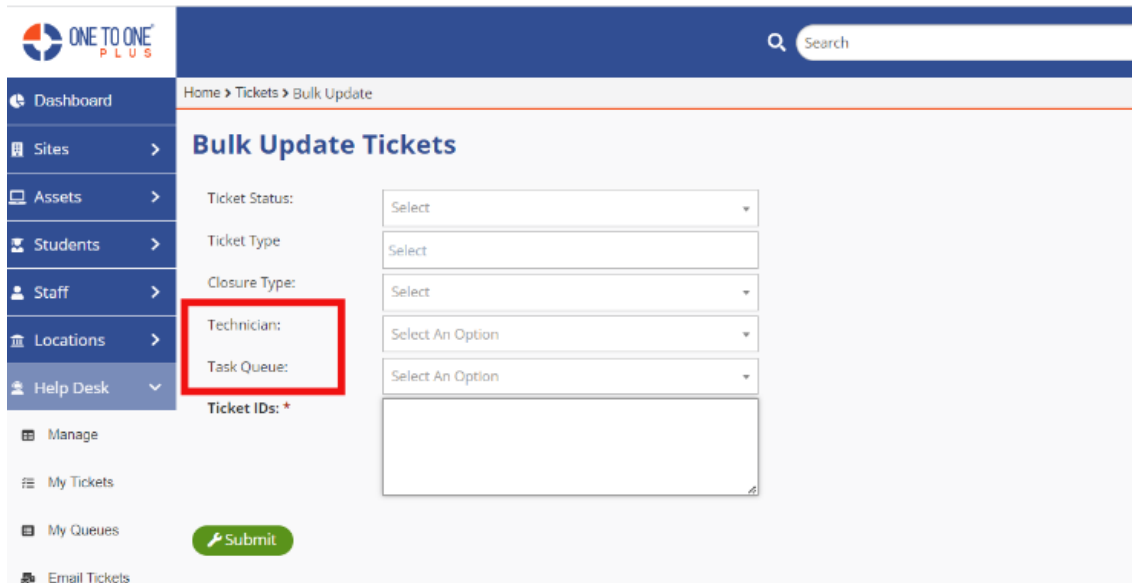 ONE TO ONE
PLUS
Search
Dashboard
Sites
Assets
Students
Staff
Locations
Help Desk
Manage
My Tickets
My Queues
Email Tickets
Home > Tickets > Bulk Update
Bulk Update Tickets
Ticket Status:
Select
Ticket Type
Select
Closure Type:
Select
Technician:
Select An Option
Task Queue:
Select An Option
Ticket IDs: *
Submit